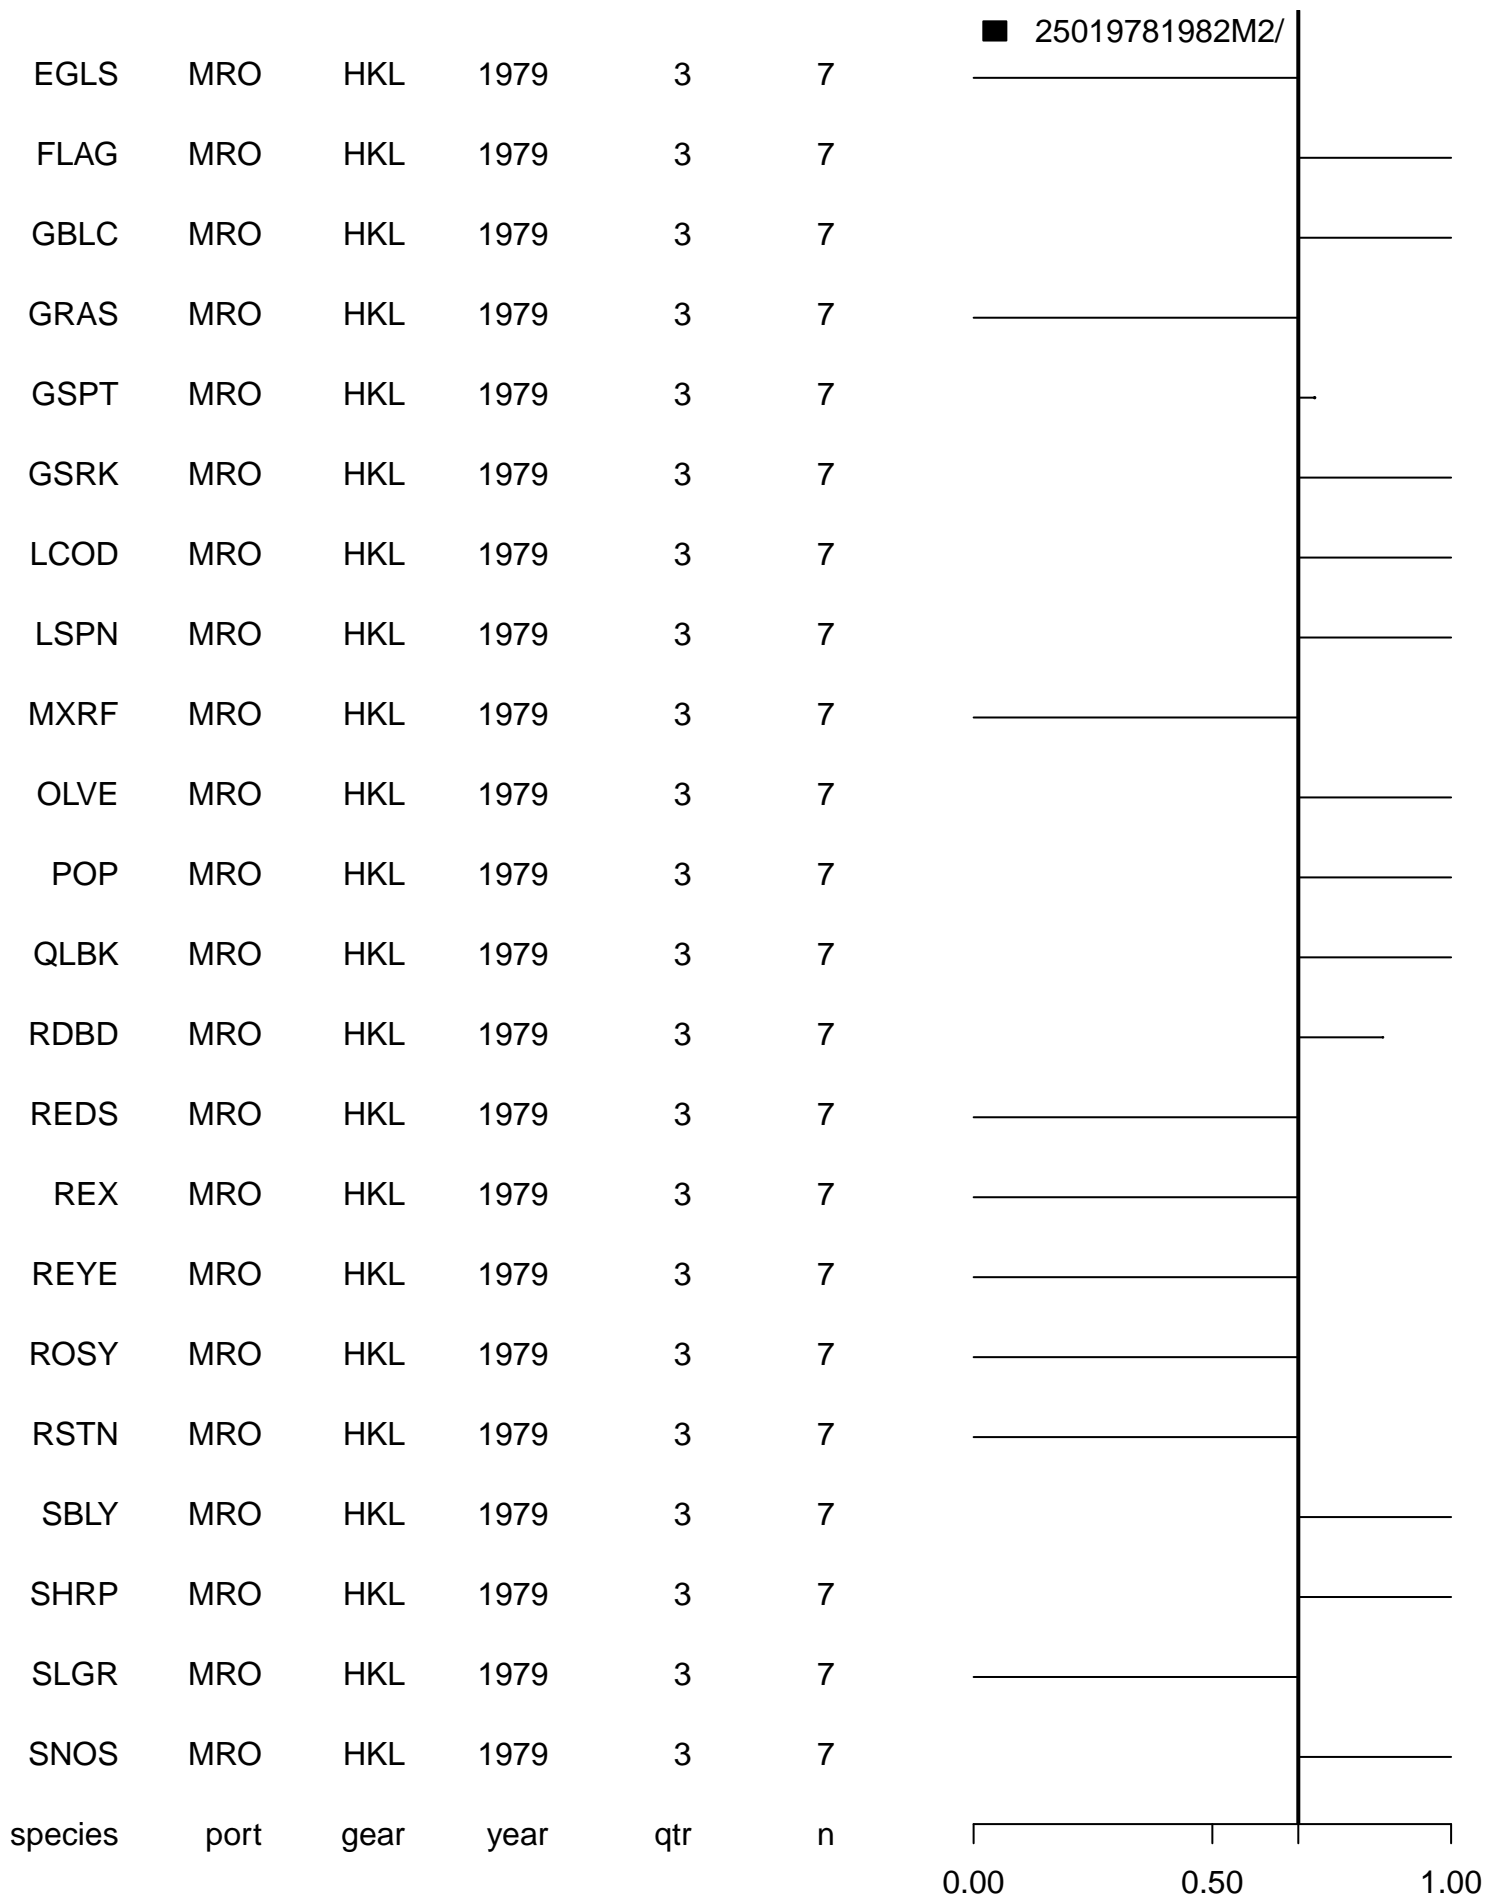 25019781982M2/
EGLS MRO HKL 1979 3 7
FLAG MRO HKL 1979 3 7
GBLC MRO HKL 1979 3 7
GRAS MRO HKL 1979 3 7
GSPT MRO HKL 1979 3 7
GSRK MRO HKL 1979 3 7
LCOD MRO HKL 1979 3 7
LSPN MRO HKL 1979 3 7
MXRF MRO HKL 1979 3 7
OLVE MRO HKL 1979 3 7
POP MRO HKL 1979 3 7
QLBK MRO HKL 1979 3 7
RDBD MRO HKL 1979 3 7
REDS MRO HKL 1979 3 7
REX MRO HKL 1979 3 7
REYE MRO HKL 1979 3 7
ROSY MRO HKL 1979 3 7
RSTN MRO HKL 1979 3 7
SBLY MRO HKL 1979 3 7
SHRP MRO HKL 1979 3 7
SLGR MRO HKL 1979 3 7
SNOS MRO HKL 1979 3 7
species port gear year qtr n
0.00 0.50 1.00